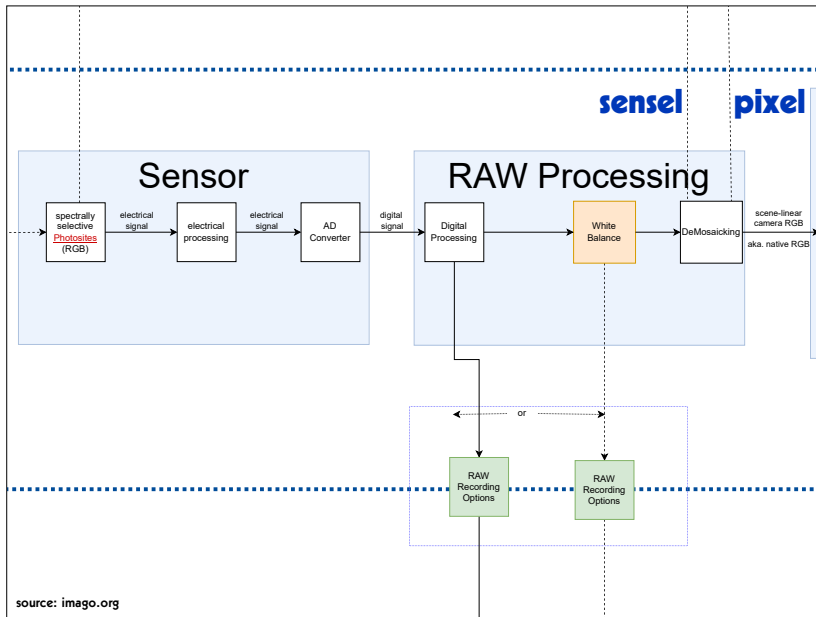 sensel pixel
Sensor
RAW Processing
spectrally
selective
Photosites
(RGB)
electrical
signal
electrical
processing
electrical
signal
AD
Converter
digital
signal
Digital
Processing
White
Balance
DeMosaicking
scene-linear
camera RGB
aka. native RGB
or
RAW
Recording
Options
RAW
Recording
Options
source: imago.org